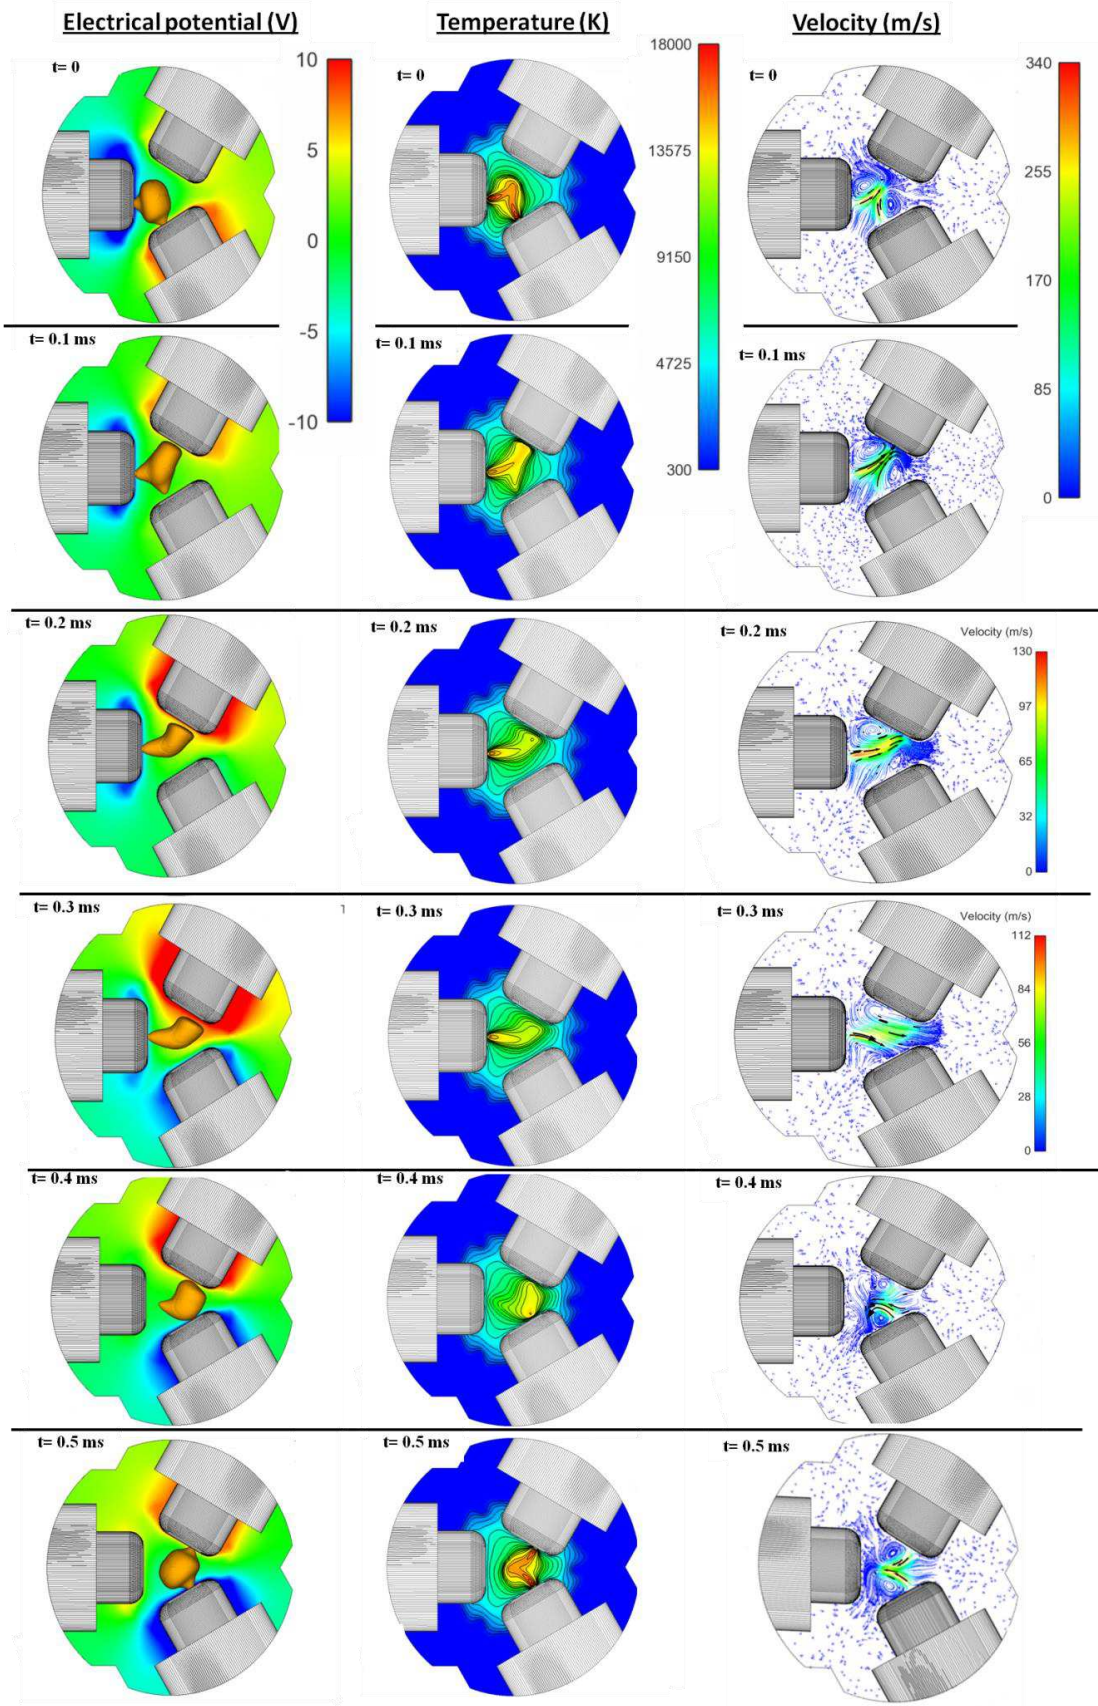 Electrical potential (V)
Temperature (K)
Velocity (m/s)
t= 0
10
5
0
-5
-10
t= 0
18000
13575
9150
4725
300
t= 0
340
255
170
85
0
t= 0.1 ms
t= 0.1 ms
t= 0.1 ms
t= 0.2 ms
t= 0.2 ms
t= 0.2 ms
Velocity (m/s)
130
97
65
32
0
t= 0.3 ms
t= 0.3 ms
t= 0.3 ms
Velocity (m/s)
112
84
56
28
0
t= 0.4 ms
t= 0.4 ms
t= 0.4 ms
t= 0.5 ms
t= 0.5 ms
t= 0.5 ms